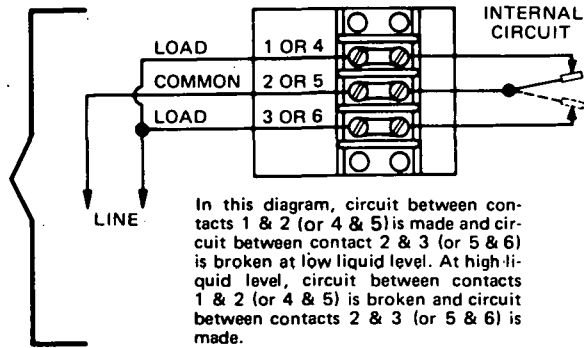 INTERNAL
CIRCUIT
LOAD 1 OR 4
COMMON 2 OR 5
LOAD 3 OR 6
LINE
In this diagram, circuit between con-
tacts 1 & 2 (or 4 & 5) is made and cir-
cuit between contact 2 & 3 (or 5 & 6)
is broken at low liquid level. At high li-
quid level, circuit between contacts
1 & 2 (or 4 & 5) is broken and circuit
between contacts 2 & 3 (or 5 & 6) is
made.